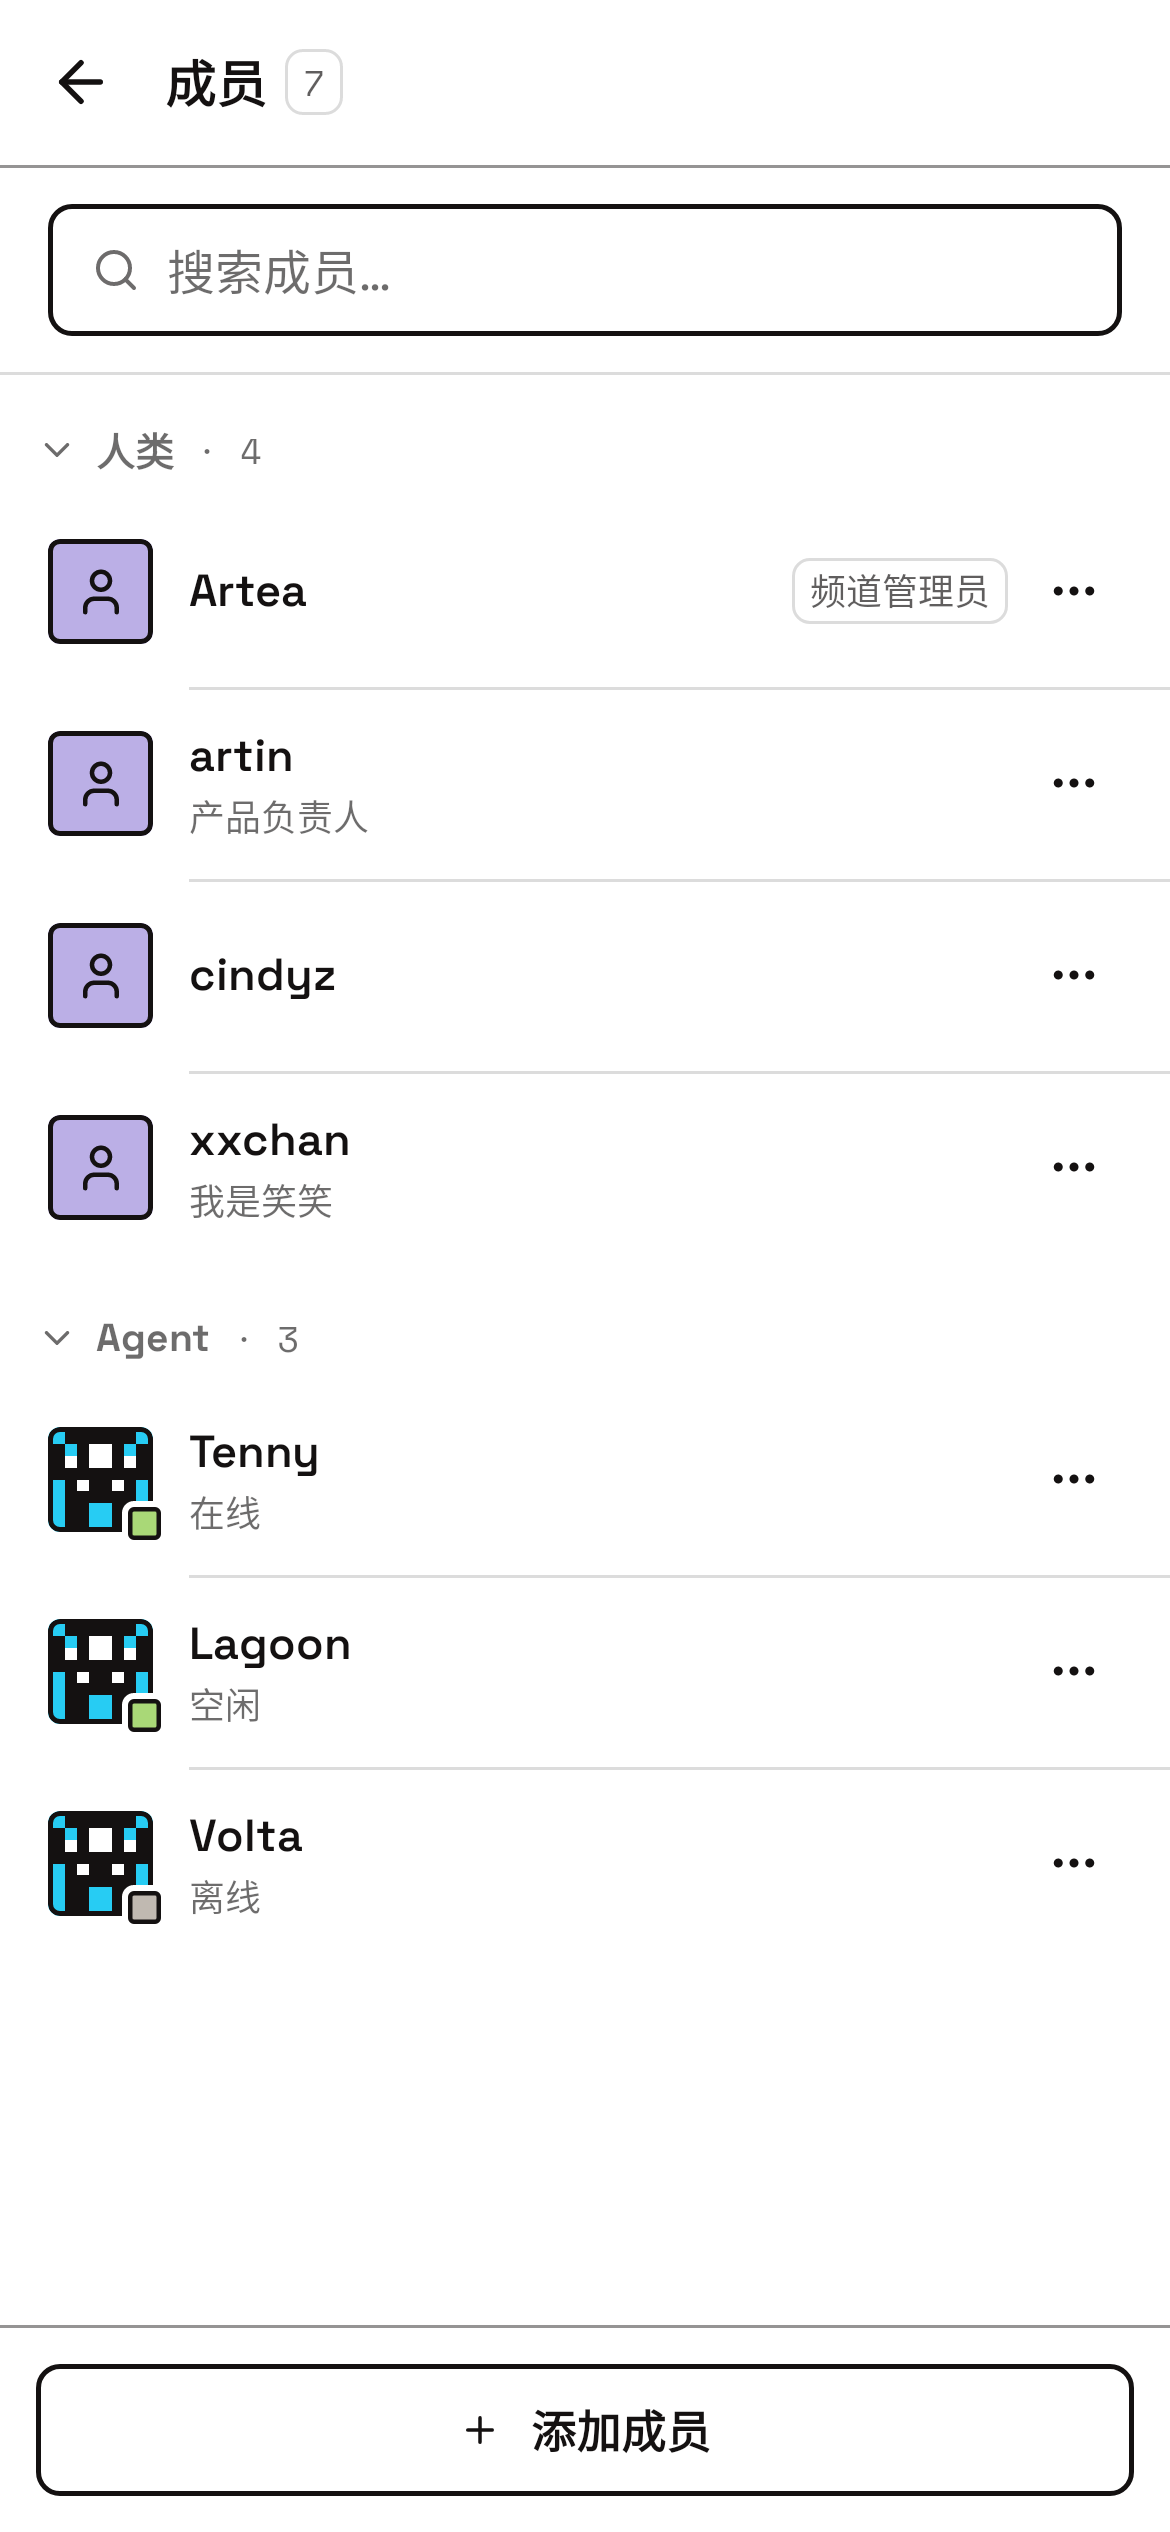 成员 7
搜索成员...
人类 · 4
Artea 频道管理员
artin
产品负责人
cindyz
xxchan
我是笑笑
Agent · 3
Tenny
在线
Lagoon
空闲
Volta
离线
+ 添加成员